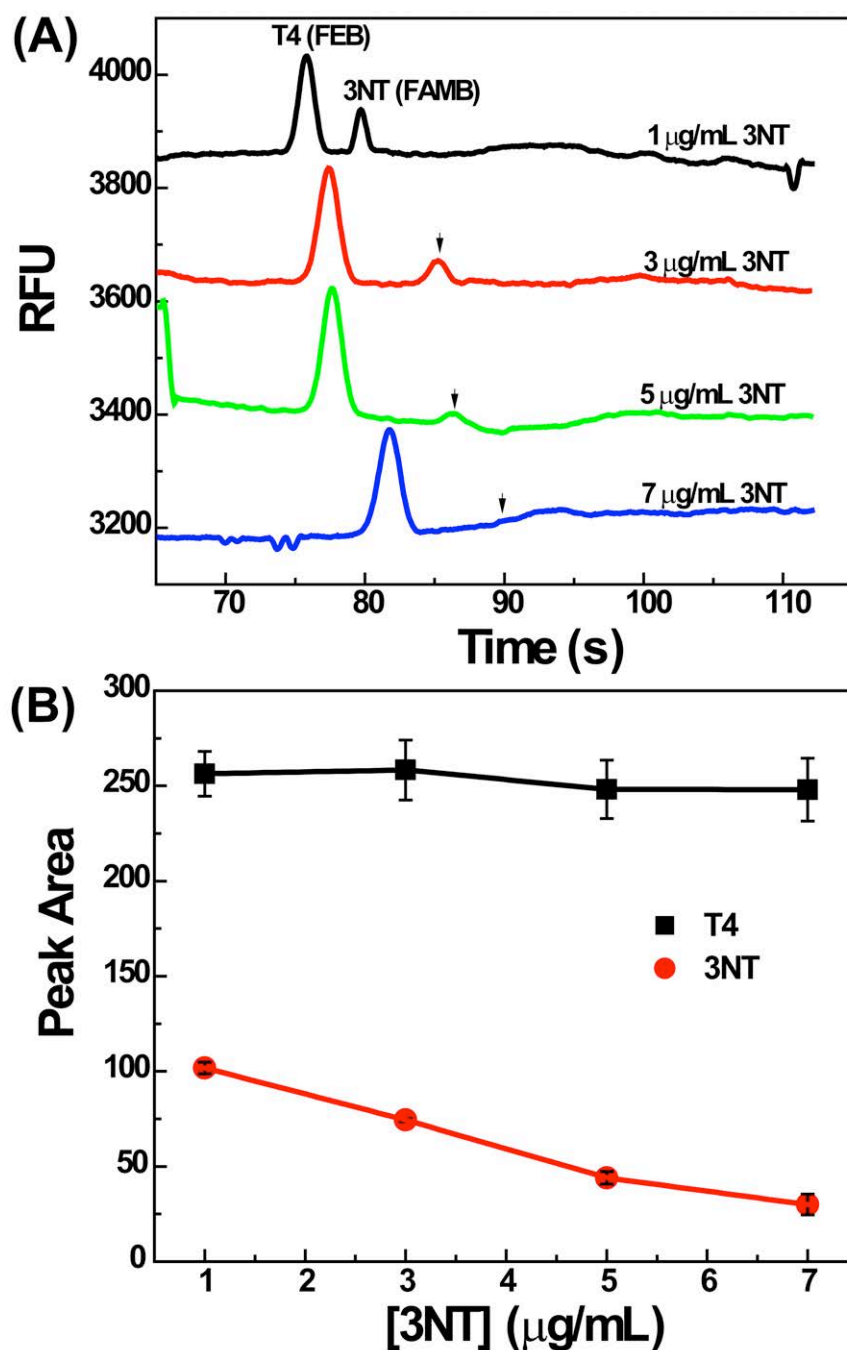 (A)
T4 (FEB)
3NT (FAMB)
4000
1 μg/mL 3NT
3800
3 μg/mL 3NT
3600
5 μg/mL 3NT
3400
7 μg/mL 3NT
3200
RFU
70 80 90 100 110
Time (s)
(B)
300
250
200
150
100
50
0
Peak Area
T4
3NT
1 2 3 4 5 6 7
[3NT] (μg/mL)